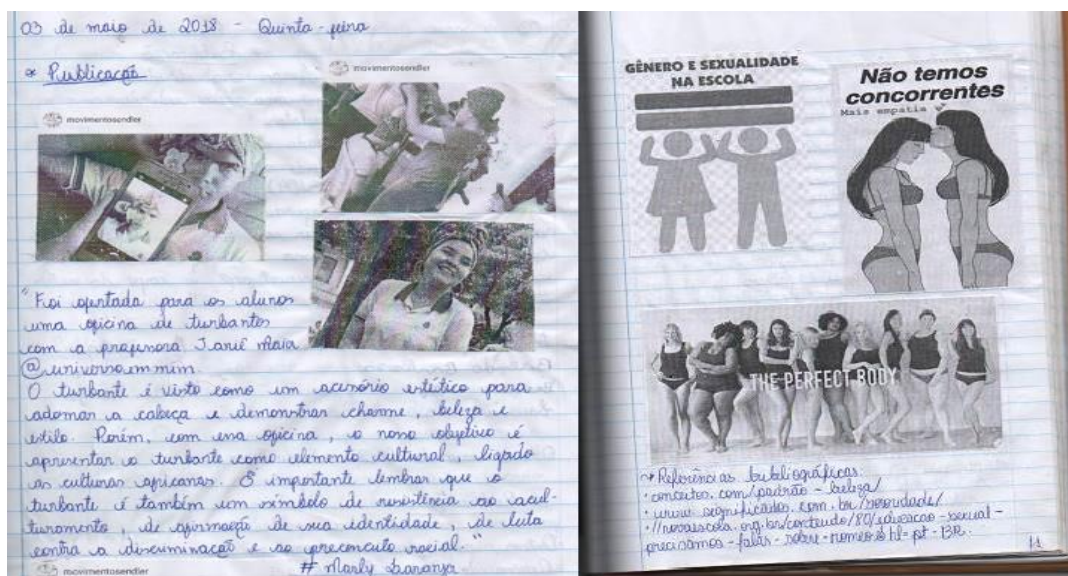 03 de maio de 2018 - Quinta-feira
* Publicação
movimentosendler
movimentosendler
"Foi ofertada para os alunos
uma oficina de turbantes
com a professora Ianê Maia
@universoemmim
O turbante é visto como um acessório estético para
adornar a cabeça e demonstrar charme, beleza e
estilo. Porém, com essa oficina, o nosso objetivo é
apresentar o turbante como elemento cultural, ligado
as culturas africanas. É importante lembrar que o
turbante é também um símbolo de resistência ao acul-
turamento, de afirmação de sua identidade, de luta
contra a discriminação e ao preconceito racial."
movimentosendler
# Marly Saranja
GÊNERO E SEXUALIDADE
NA ESCOLA
Não temos
concorrentes
Mais empatia
THE PERFECT BODY
Referências bubliográficas.
· conceitos.com/padrão-beleza/
· www.significados.com.br/
· //novaescola.org.br/conteudo/80/educacao-sexual-
precisamos-falar-sobre-romeo hl=pt-BR.
11